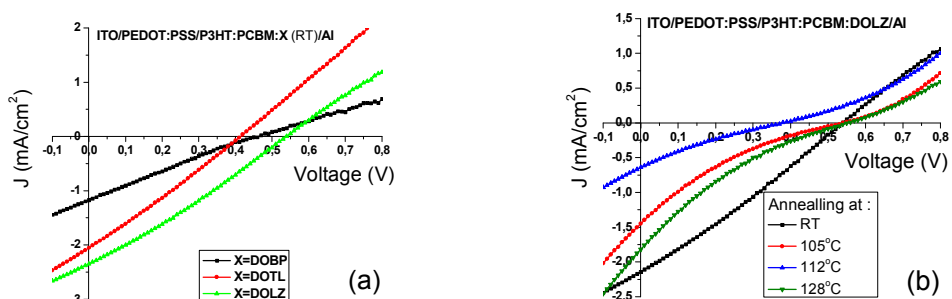 ITO/PEDOT:PSS/P3HT:PCBM:X (RT)/Al
J (mA/cm²)
2
1
0
-1
-2
-0,1 0,0 0,1 0,2 0,3 0,4 0,5 0,6 0,7 0,8
Voltage (V)
X=DOBP
X=DOTL
X=DOLZ
(a)
ITO/PEDOT:PSS/P3HT:PCBM:DOLZ/Al
J (mA/cm²)
1,5
1,0
0,5
0,0
-0,5
-1,0
-1,5
-2,0
-2,5
-0,1 0,0 0,1 0,2 0,3 0,4 0,5 0,6 0,7 0,8
Voltage (V)
Annealling at :
RT
105°C
112°C
128°C
(b)